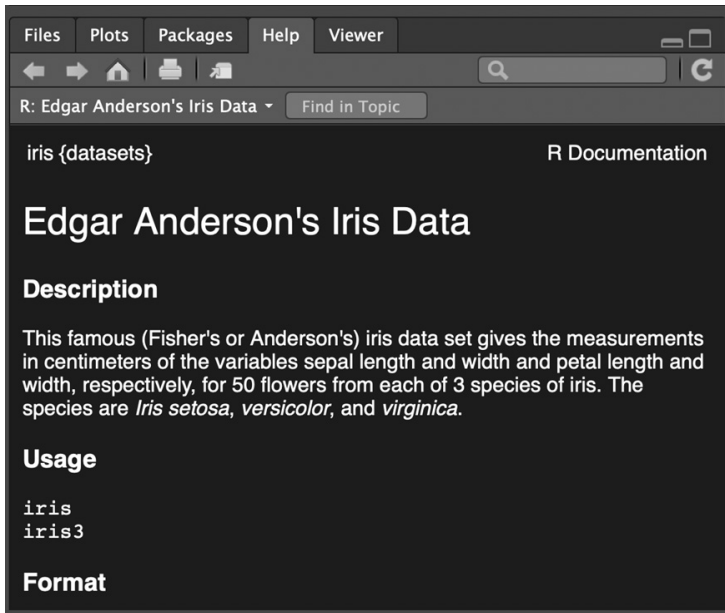 Files Plots Packages Help Viewer
R: Edgar Anderson's Iris Data Find in Topic
iris {datasets} R Documentation
Edgar Anderson's Iris Data
Description
This famous (Fisher's or Anderson's) iris data set gives the measurements
in centimeters of the variables sepal length and width and petal length and
width, respectively, for 50 flowers from each of 3 species of iris. The
species are Iris setosa, versicolor, and virginica.
Usage
iris
iris3
Format